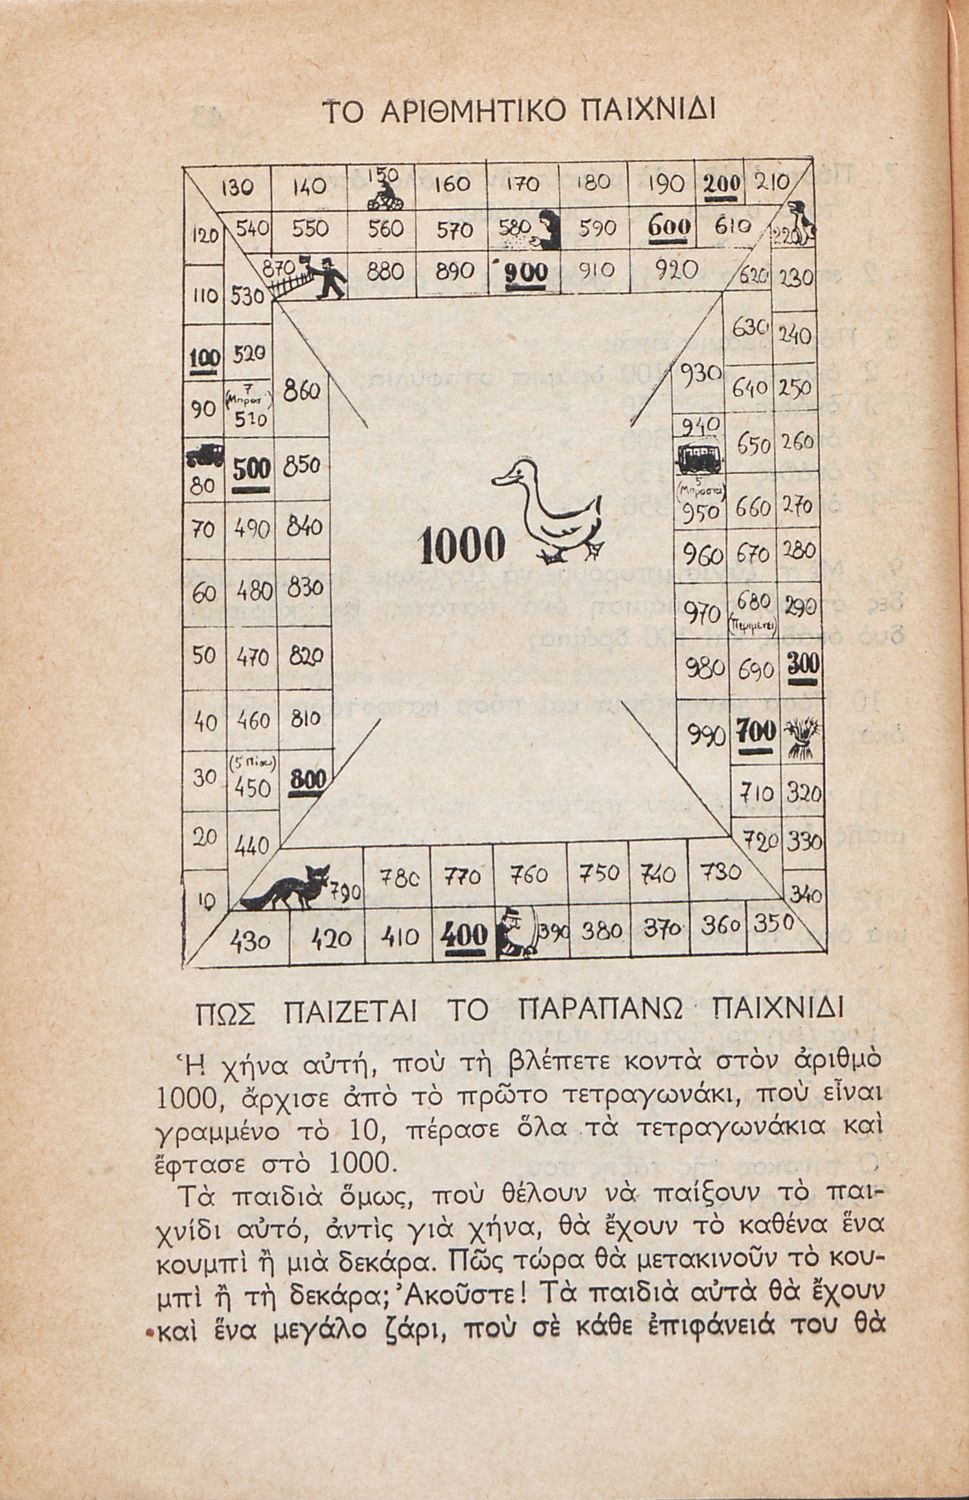 ΤΟ ΑΡΙΘΜΗΤΙΚΟ ΠΑΙΧΝΙΔΙ
130 140 150 160 170 180 190 200 210
120 540 550 560 570 580 590 600 610 220
870 880 890 900 910 920 620 230
110 530
630 240
100 520
860 930 640 250
90 (7 Μπρος) 510
940 650 260
80 500 850
(5 Μπροστά) 950 660 270
70 490 840
960 670 280
60 480 830
970 680 (Περιμένει) 290
50 470 820
980 690 300
40 460 810
990 700
30 (5 Πίσω) 450 800
710 320
20 440
720 330
1000
10 790 780 770 760 750 740 730 340
430 420 410 400 390 380 370 360 350
ΠΩΣ ΠΑΙΖΕΤΑΙ ΤΟ ΠΑΡΑΠΑΝΩ ΠΑΙΧΝΙΔΙ
Ἡ χήνα αὐτή, ποὺ τὴ βλέπετε κοντὰ στὸν ἀριθμὸ
1000, ἄρχισε ἀπὸ τὸ πρῶτο τετραγωνάκι, ποὺ εἶναι
γραμμένο τὸ 10, πέρασε ὅλα τὰ τετραγωνάκια καὶ
ἔφτασε στὸ 1000.
Τὰ παιδιὰ ὅμως, ποὺ θέλουν νὰ παίξουν τὸ παι-
χνίδι αὐτό, ἀντὶς γιὰ χήνα, θὰ ἔχουν τὸ καθένα ἕνα
κουμπὶ ἢ μιὰ δεκάρα. Πῶς τώρα θὰ μετακινοῦν τὸ κου-
μπὶ ἢ τὴ δεκάρα; Ἀκοῦστε! Τὰ παιδιὰ αὐτὰ θὰ ἔχουν
καὶ ἕνα μεγάλο ζάρι, ποὺ σὲ κάθε ἐπιφάνειά του θὰ